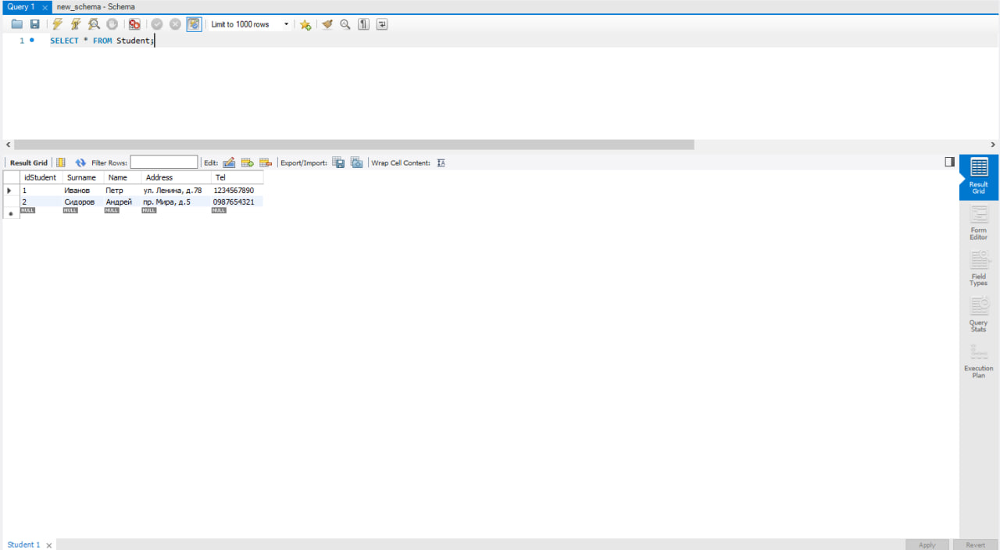 Query 1 new_schema - Schema
Limit to 1000 rows
1 SELECT * FROM Student;
Result Grid Filter Rows: Edit: Export/Import: Wrap Cell Content:
idStudent Surname Name Address Tel
1 Иванов Петр ул. Ленина, д.78 1234567890
2 Сидоров Андрей пр. Мира, д.5 0987654321
NULL NULL NULL NULL NULL
Result
Grid
Form
Editor
Field
Types
Query
Stats
Execution
Plan
Student 1 Apply Revert